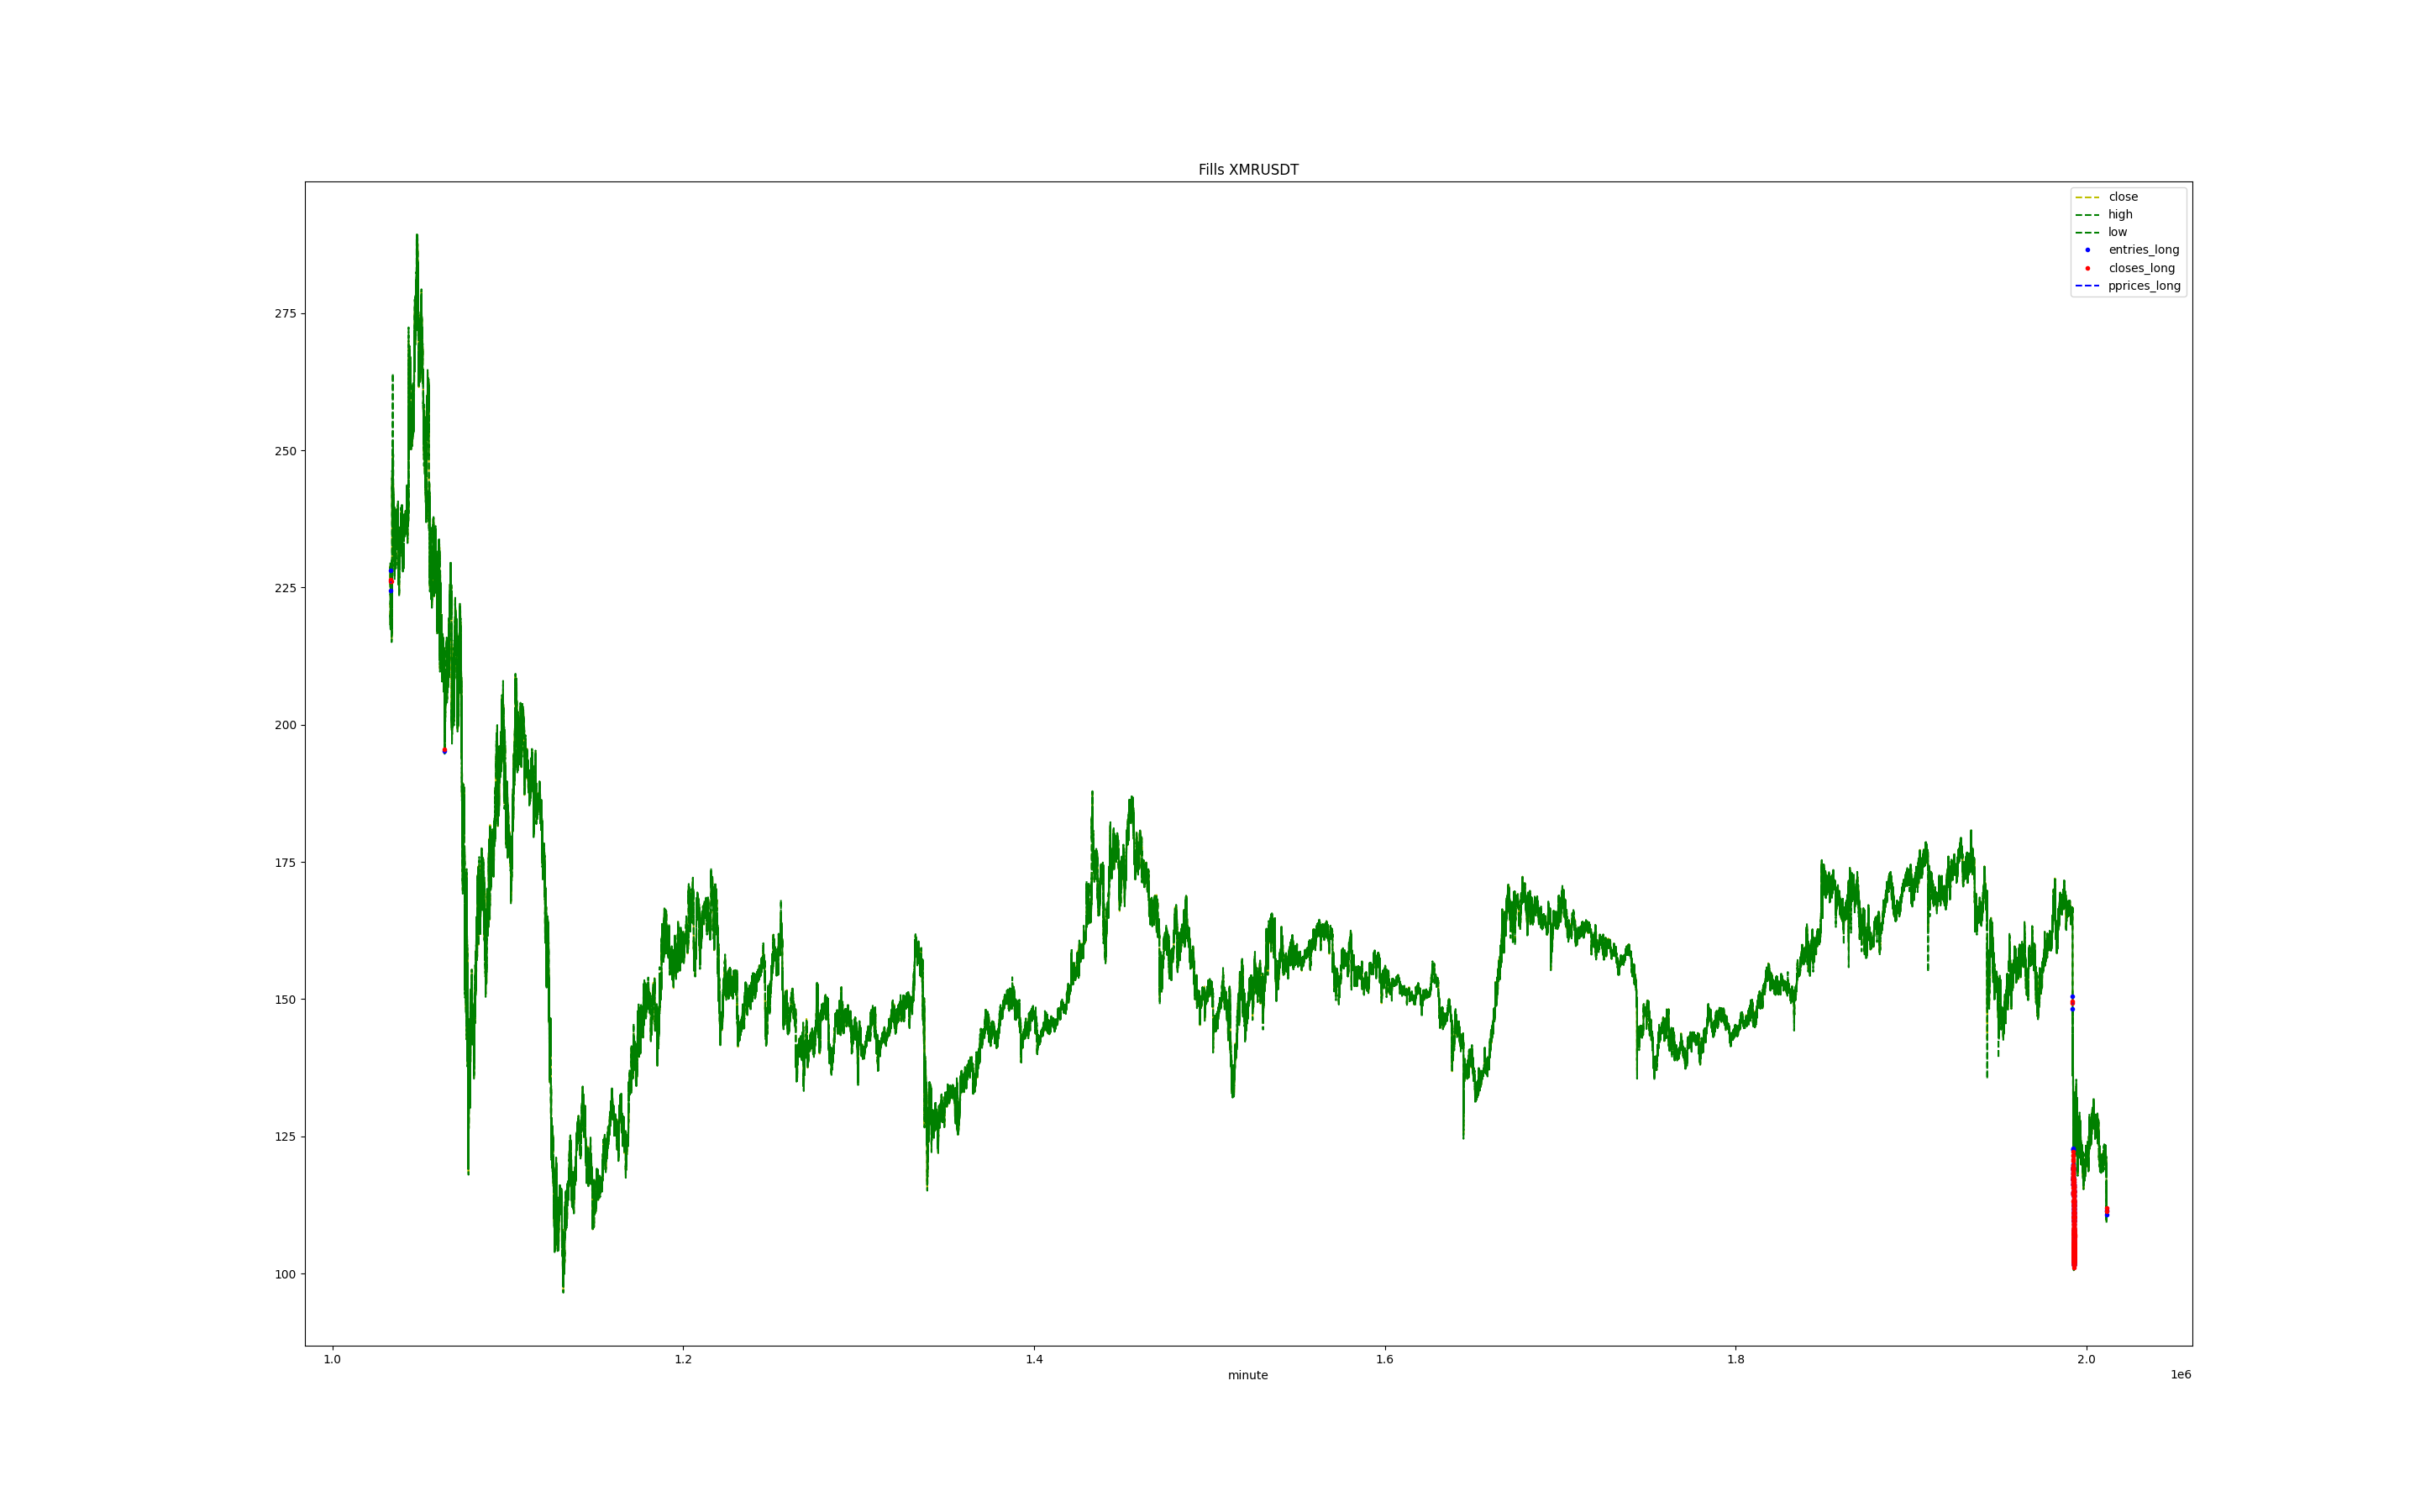 Fills XMRUSDT
close
high
low
entries_long
closes_long
pprices_long
275
250
225
200
175
150
125
100
1.0 1.2 1.4 1.6 1.8 2.0
minute 1e6